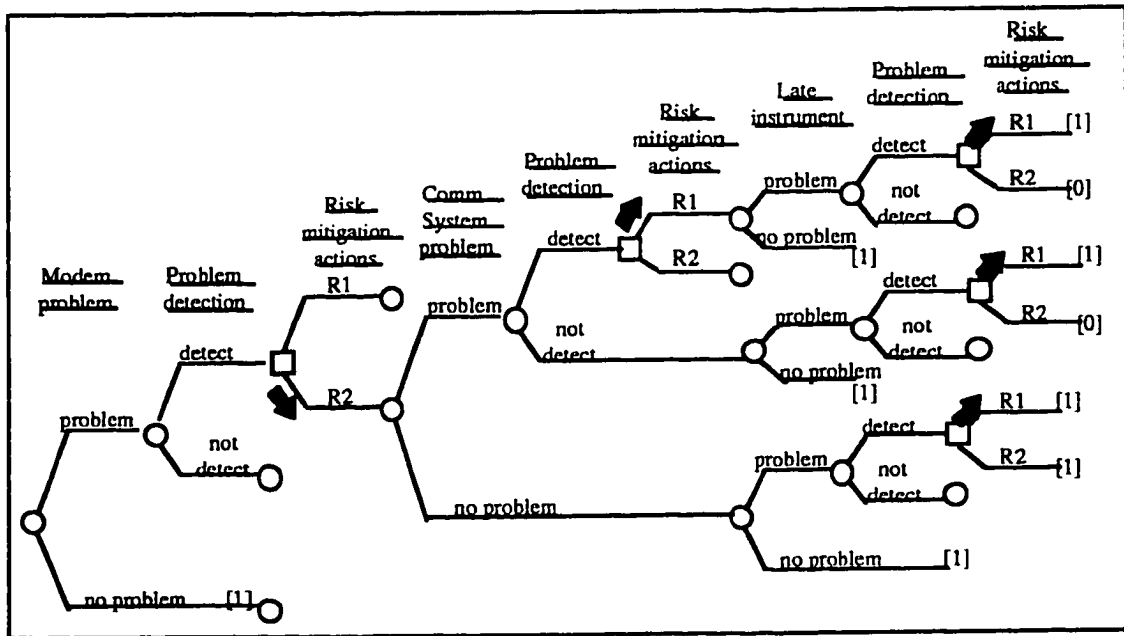 Modem
problem
Problem
detection
Risk
mitigation
actions
Comm
System
problem
Problem
detection
Risk
mitigation
actions
Late
instrument
Problem
detection
Risk
mitigation
actions
problem
no problem [1]
detect
not
detect
R1
R2
problem
no problem
detect
not
detect
R1
R2
problem
no problem
[1]
detect
not
detect
R1 [1]
R2 [0]
problem
no problem
[1]
detect
not
detect
R1 [1]
R2 [0]
problem
no problem [1]
detect
not
detect
R1 [1]
R2 [1]